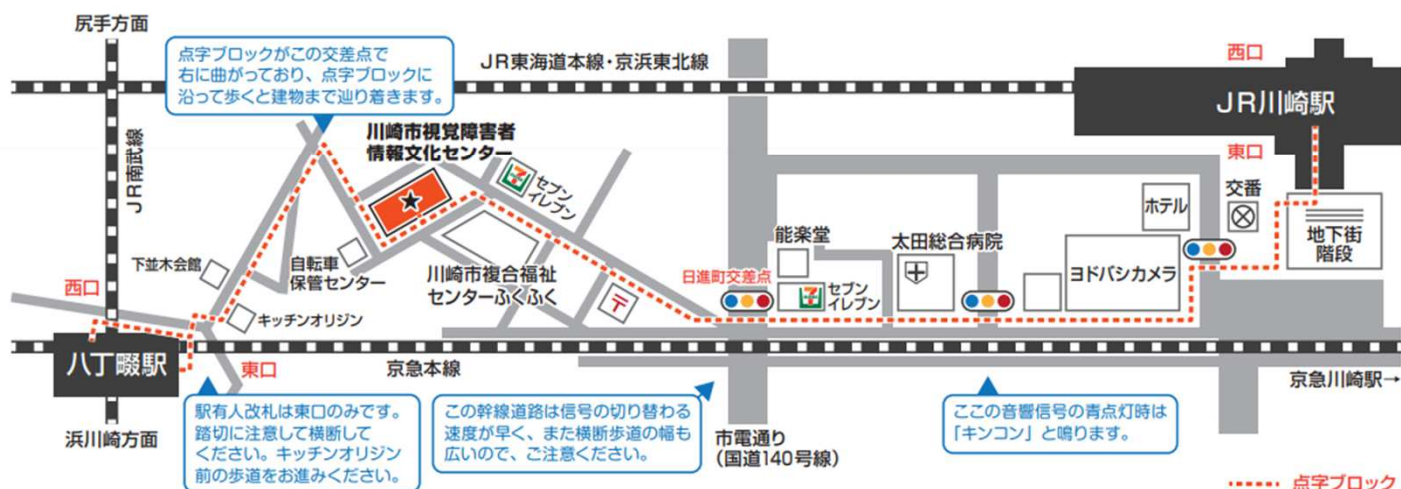 尻手方面
点字ブロックがこの交差点で
右に曲がっており、点字ブロックに
沿って歩くと建物まで辿り着きます。
JR東海道本線・京浜東北線
西口
JR川崎駅
東口
JR南武線
川崎市視覚障害者
情報文化センター
セブン
イレブン
交番
ホテル
地下街
階段
能楽堂
太田総合病院
ヨドバシカメラ
下並木会館
自転車
保管センター
川崎市複合福祉
センターふくふく
日進町交差点
セブン
イレブン
西口
キッチンオリジン
八丁畷駅
東口
京急本線
京急川崎駅→
浜川崎方面
駅有人改札は東口のみです。
踏切に注意して横断して
ください。キッチンオリジン
前の歩道をお進みください。
この幹線道路は信号の切り替わる
速度が早く、また横断歩道の幅も
広いので、ご注意ください。
市電通り
（国道140号線）
ここの音響信号の青点灯時は
「キンコン」と鳴ります。
点字ブロック